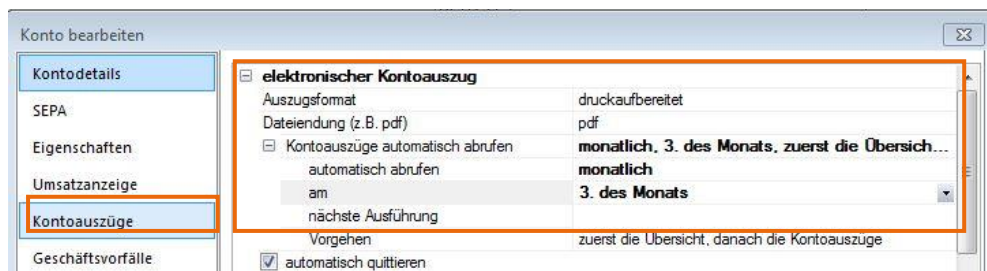 Konto bearbeiten
Kontodetails
SEPA
Eigenschaften
Umsatzanzeige
Kontoauszüge
Geschäftsvorfälle
elektronischer Kontoauszug
Auszugsformat druckaufbereitet
Dateiendung (z.B. pdf) pdf
Kontoauszüge automatisch abrufen monatlich, 3. des Monats, zuerst die Übersich...
automatisch abrufen monatlich
am 3. des Monats
nächste Ausführung
Vorgehen zuerst die Übersicht, danach die Kontoauszüge
automatisch quittieren